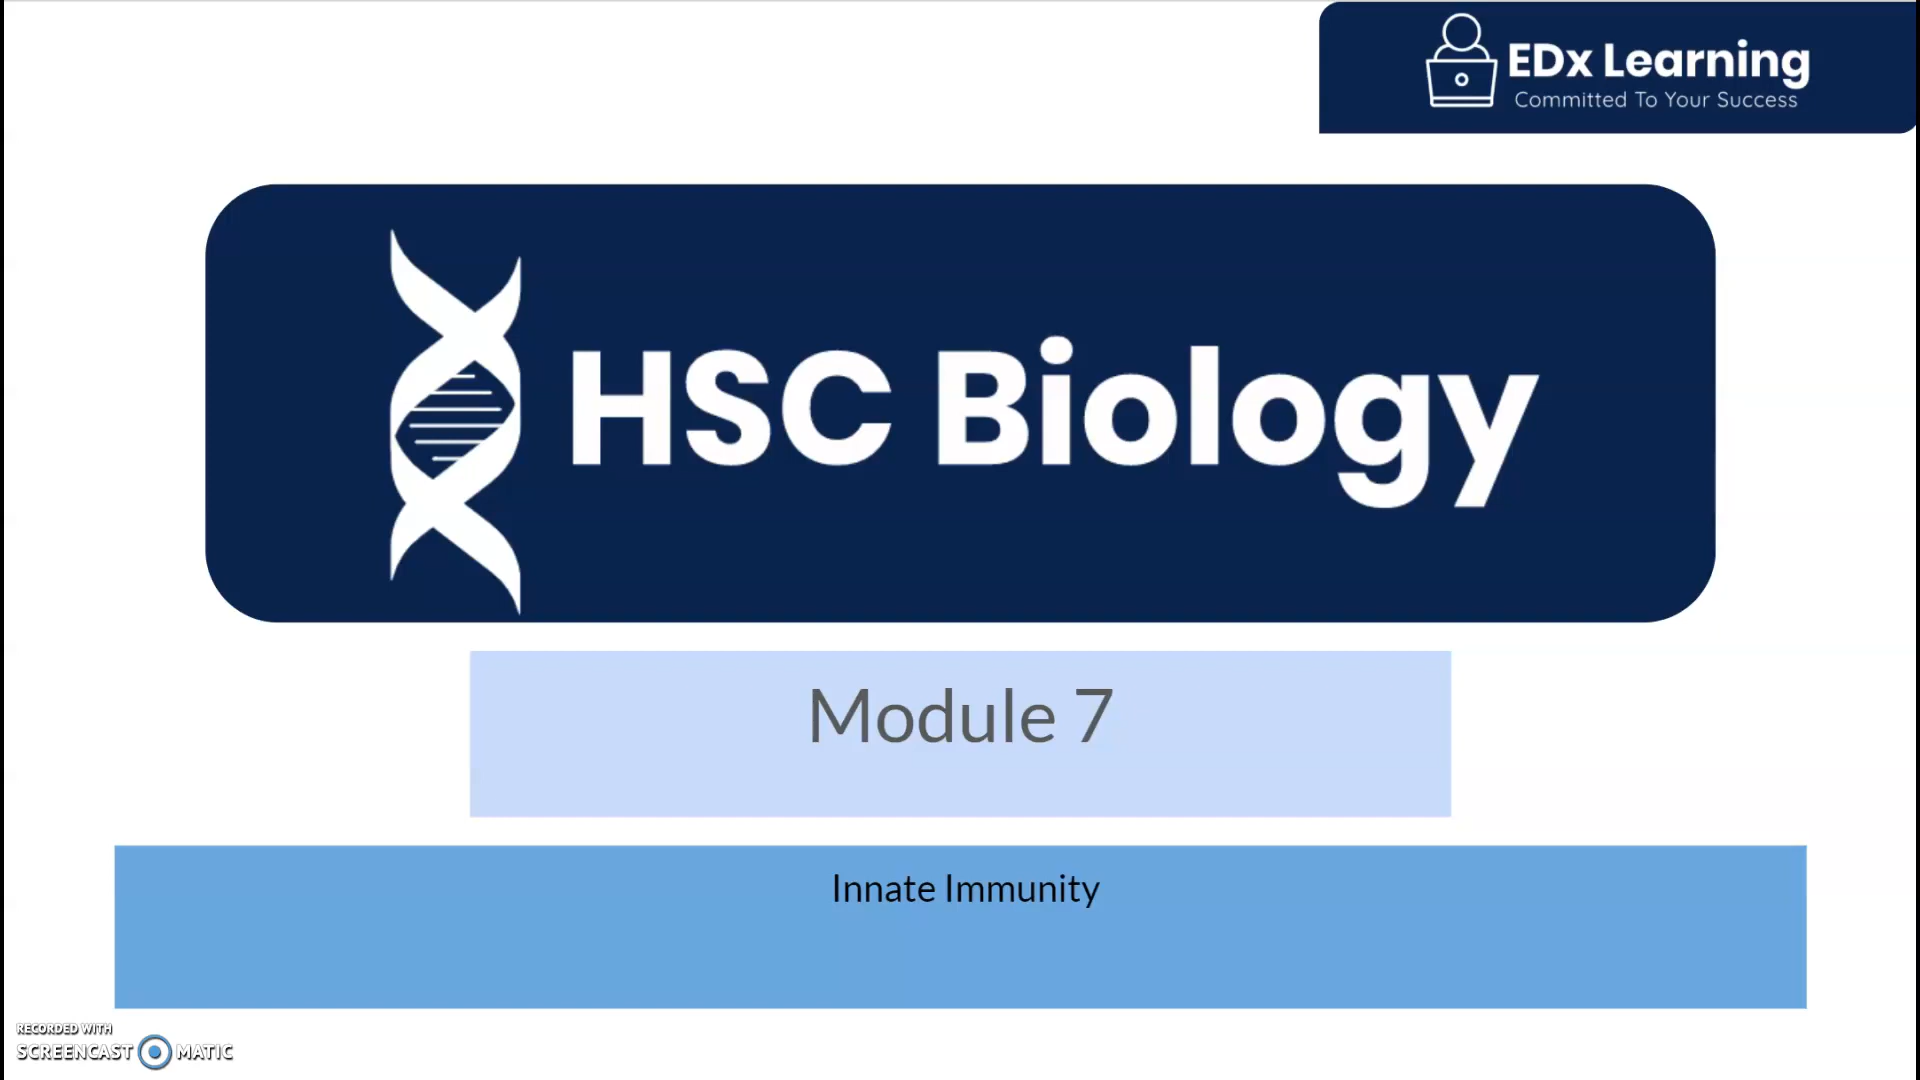 EDx Learning
Committed To Your Success
HSC Biology
Module 7
Innate Immunity
RECORDED WITH
SCREENCAST MATIC